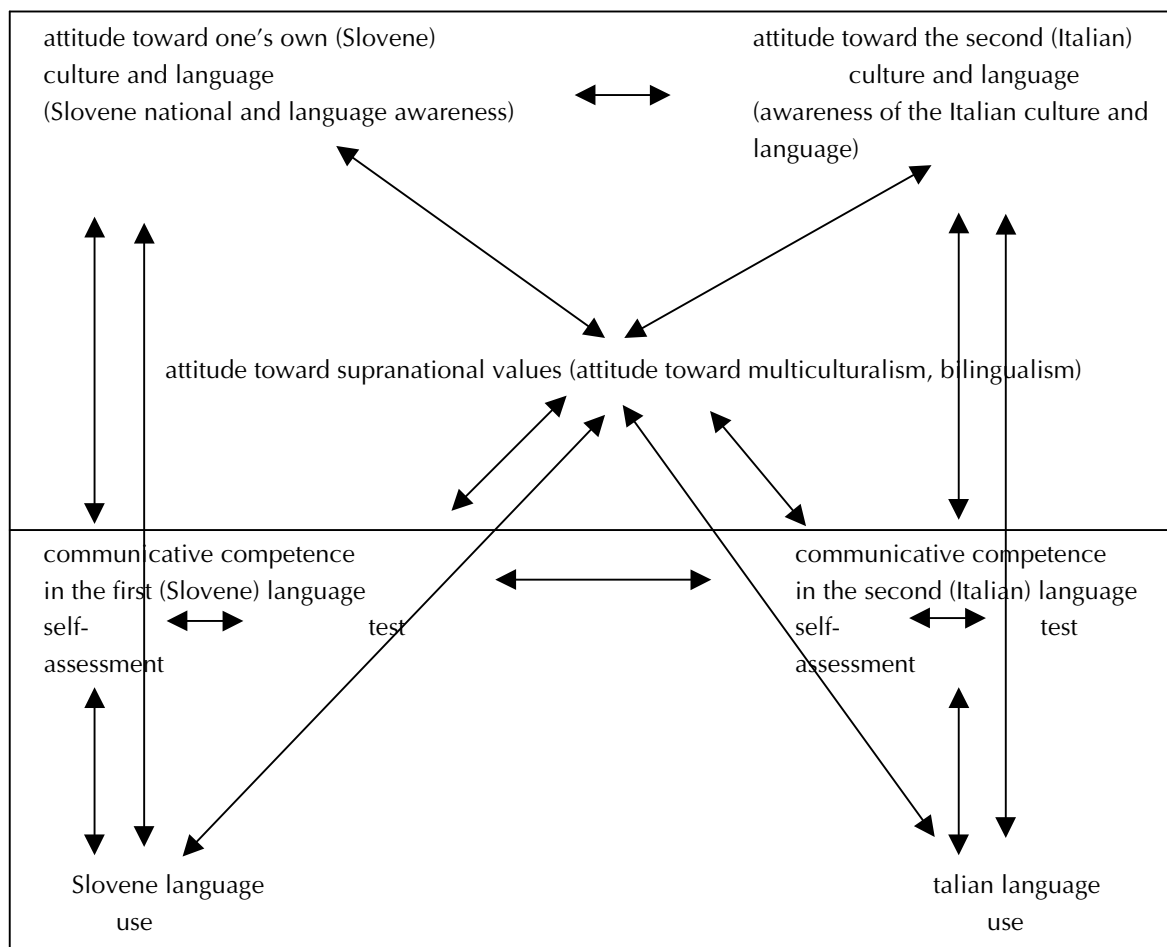 attitude toward one's own (Slovene)
culture and language
(Slovene national and language awareness)
attitude toward the second (Italian)
culture and language
(awareness of the Italian culture and
language)
attitude toward supranational values (attitude toward multiculturalism, bilingualism)
communicative competence
in the first (Slovene) language
self- test
assessment
communicative competence
in the second (Italian) language
self- test
assessment
Slovene language
use
talian language
use